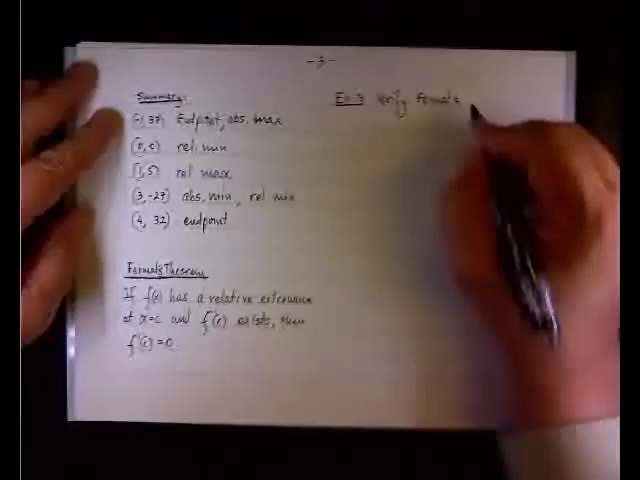 -3-
Summary:
(-1, 37) Endpoint, abs. max
(0, 0) rel. min
(1, 5) rel max
(3, -27) abs. min, rel min
(4, 32) endpoint
Fermat's Theorem
If f(x) has a relative extremum
at x=c and f'(c) exists, then
f'(c)=0.
Ex. 3 Verify Fermat's